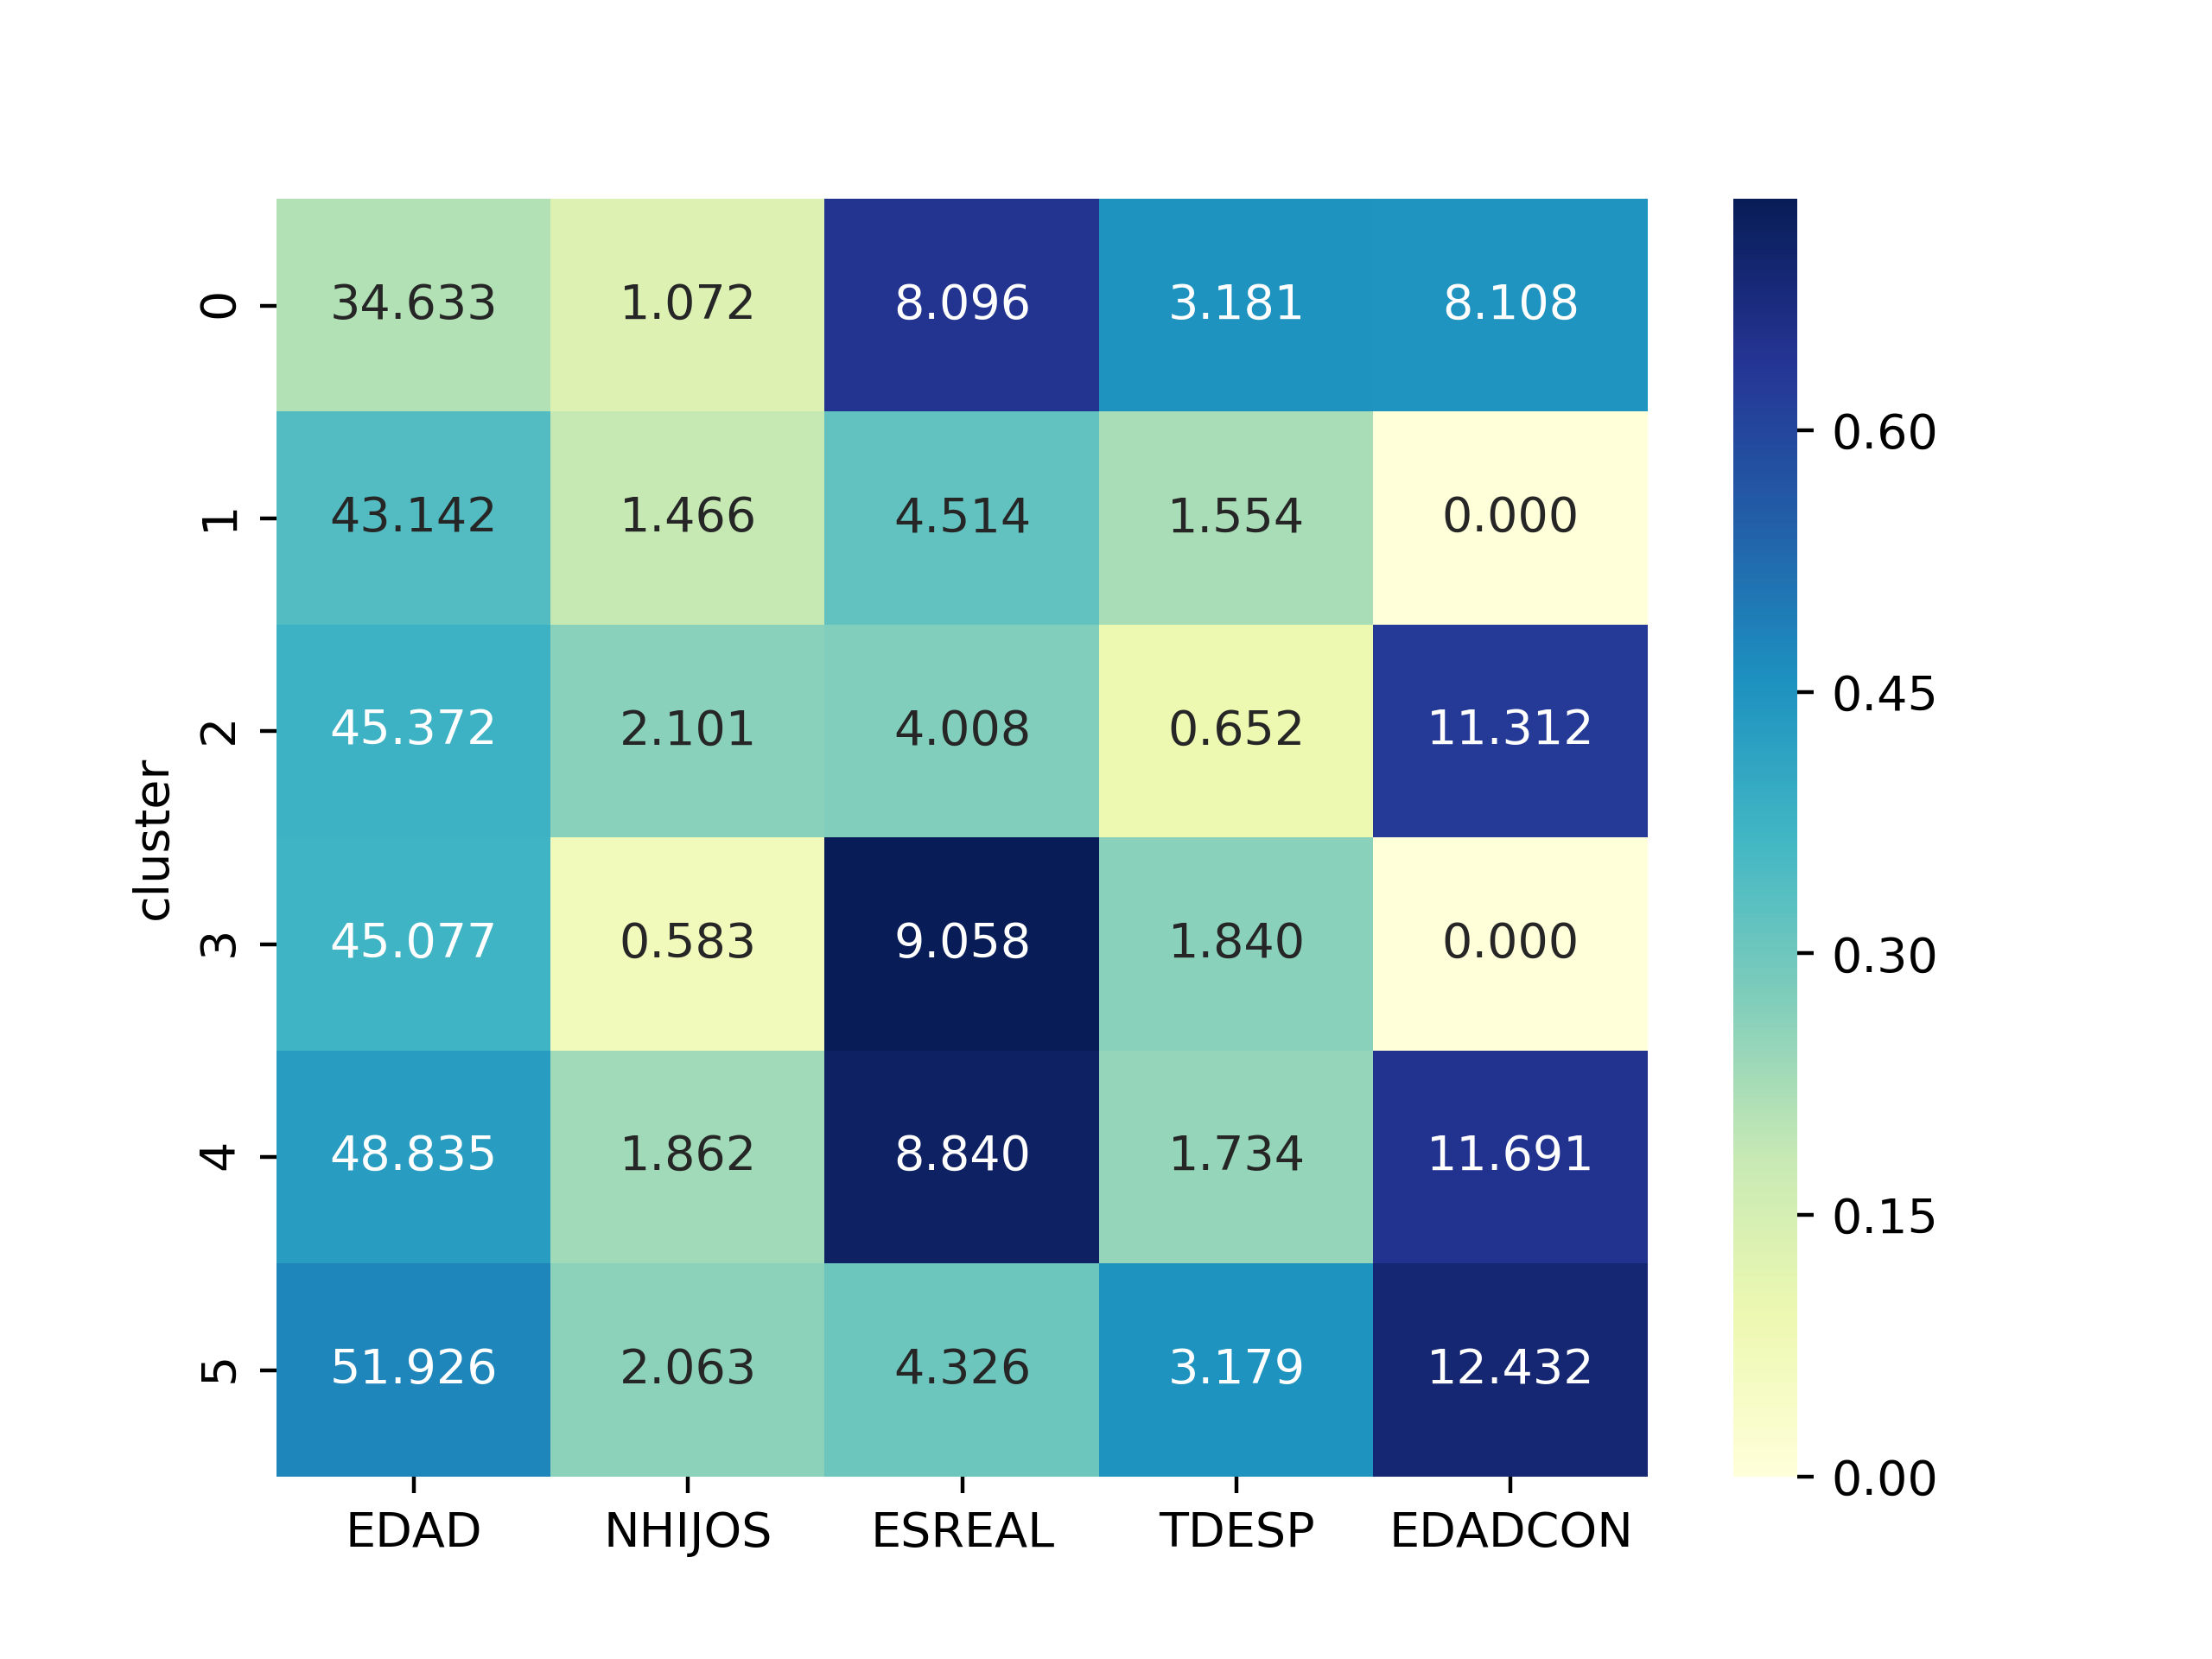 cluster
0 34.633 1.072 8.096 3.181 8.108
1 43.142 1.466 4.514 1.554 0.000
2 45.372 2.101 4.008 0.652 11.312
3 45.077 0.583 9.058 1.840 0.000
4 48.835 1.862 8.840 1.734 11.691
5 51.926 2.063 4.326 3.179 12.432
EDAD NHIJOS ESREAL TDESP EDADCON
0.60
0.45
0.30
0.15
0.00